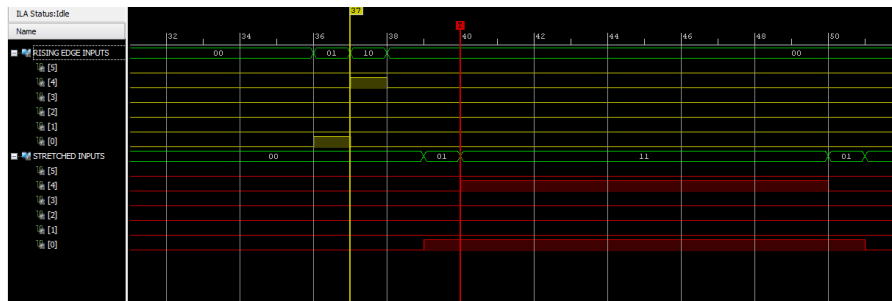 ILA Status:Idle
37
Name
T
32 34 36 38 40 42 44 46 48 50
RISING EDGE INPUTS 00 01 10 00
[5]
[4]
[3]
[2]
[1]
[0]
STRETCHED INPUTS 00 01 11 01
[5]
[4]
[3]
[2]
[1]
[0]